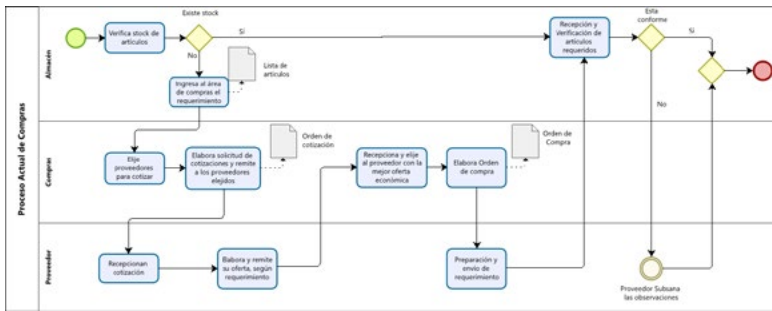 Proceso Actual de Compras
Almacén
Existe stock
Verifica stock de
artículos
Si
No
Ingresa al área
de compras el
requerimiento
Lista de
artículos
Recepción y
Verificación de
artículos
requeridos
Esta
conforme
Si
No
Compras
Elije
proveedores
para cotizar
Elabora solicitud de
cotizaciones y remite
a los proveedores
elejidos
Orden de
cotización
Recepciona y elije
al proveedor con la
mejor oferta
económica
Elabora Orden
de compra
Orden de
Compra
Proveedor
Recepcionan
cotización
Elabora y remite
su oferta, según
requerimiento
Preparación y
envío de
requerimiento
Proveedor Subsana
las observaciones